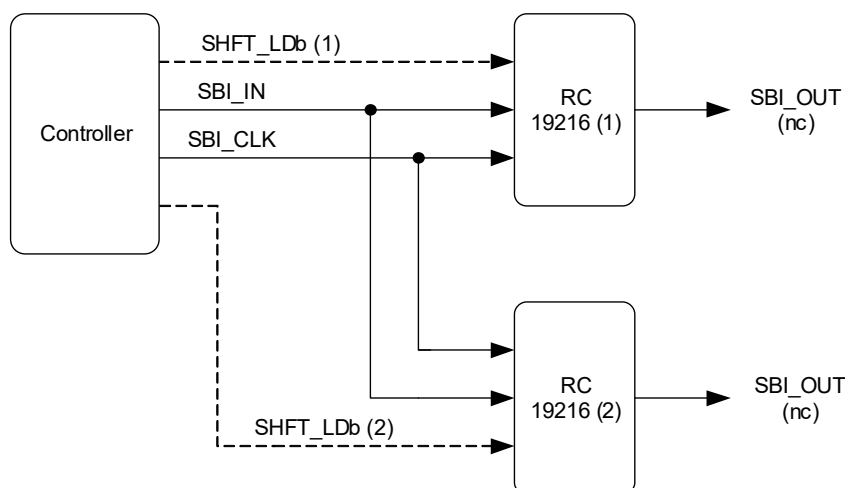 SHFT_LDb (1)
SBI_IN
SBI_CLK
Controller
RC
19216 (1)
SBI_OUT
(nc)
RC
19216 (2)
SBI_OUT
(nc)
SHFT_LDb (2)